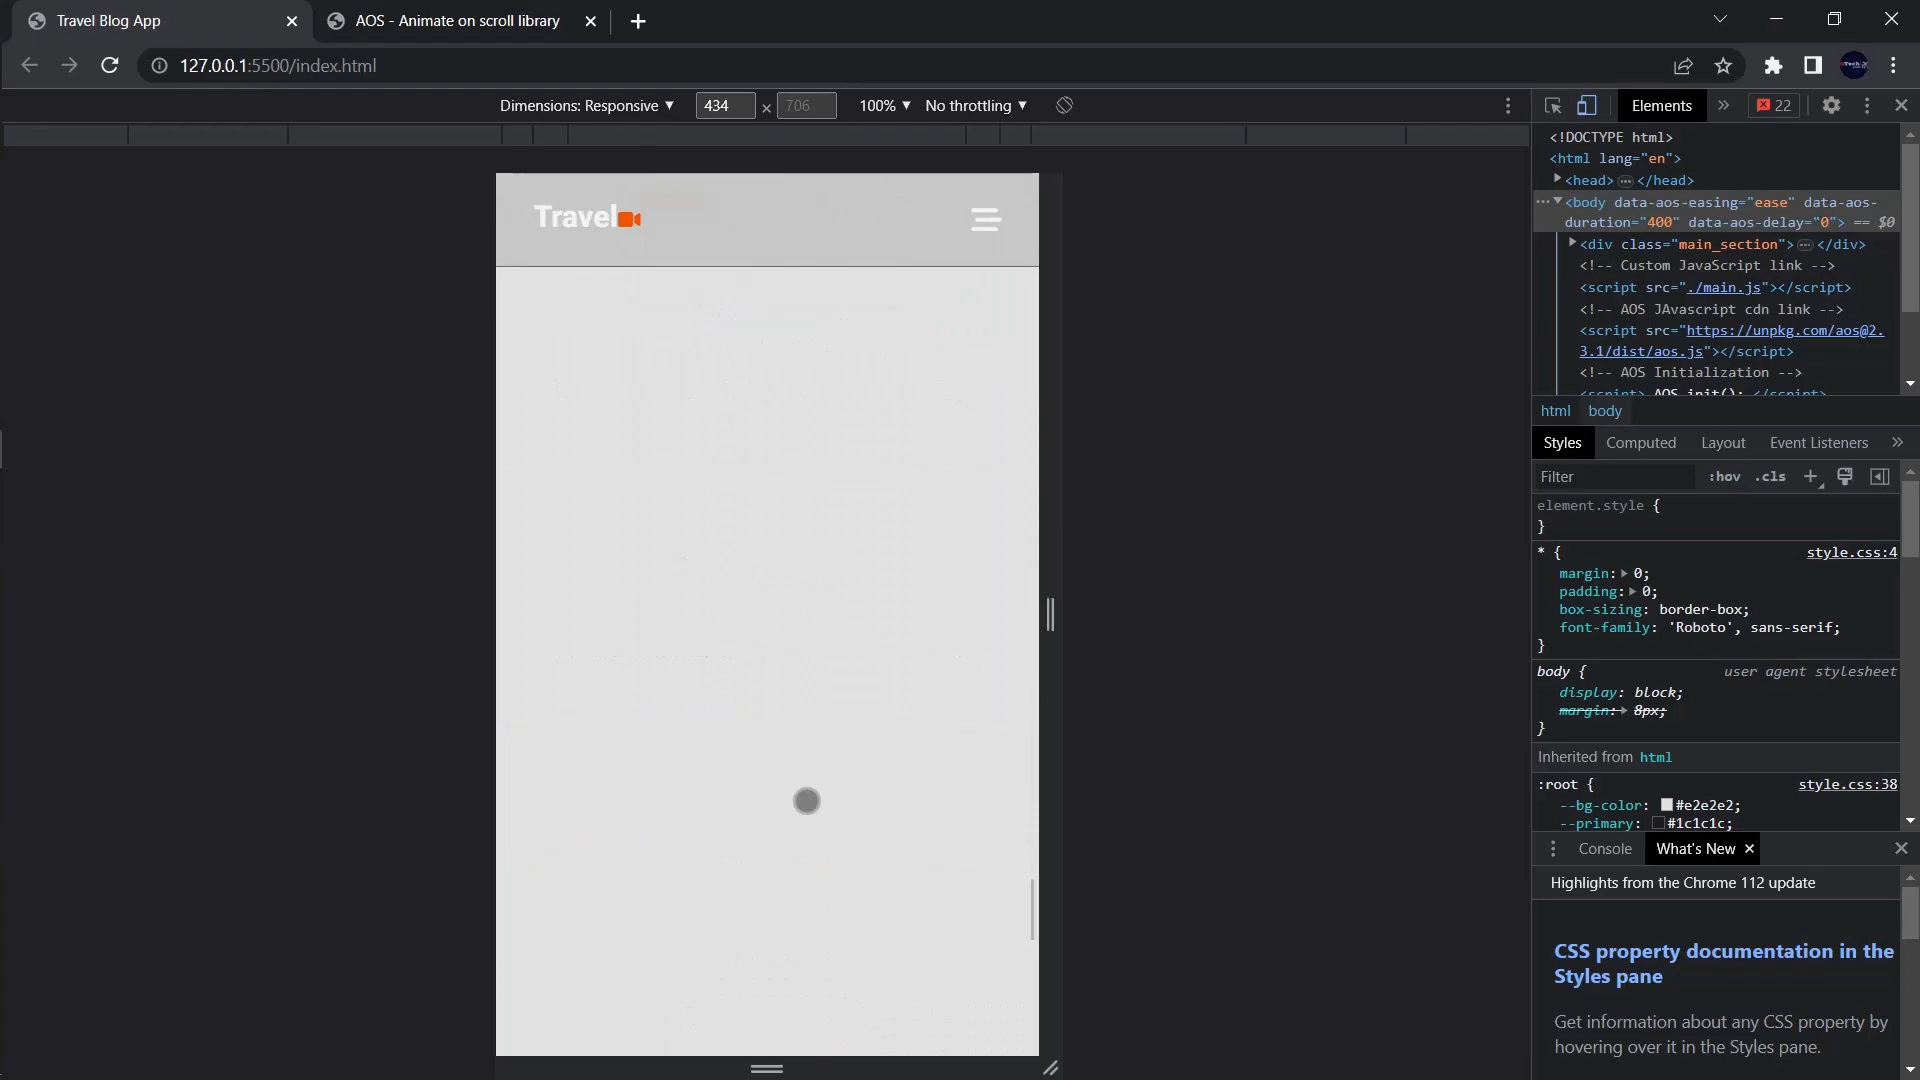 Travel Blog App
AOS - Animate on scroll library
127.0.0.1:5500/index.html
Dimensions: Responsive ▼ 434 × 706 100% ▼ No throttling ▼
Elements » 22
<!DOCTYPE html>
<html lang="en">
<head> ⋯ </head>
⋯ <body data-aos-easing="ease" data-aos-
duration="400" data-aos-delay="0"> == $0
<div class="main_section"> ⋯ </div>
<!-- Custom JavaScript link -->
<script src="./main.js"></script>
<!-- AOS JAvascript cdn link -->
<script src="https://unpkg.com/aos@2.
3.1/dist/aos.js"></script>
<!-- AOS Initialization -->
<script> AOS.init(); </script>
html body
Styles Computed Layout Event Listeners »
Filter :hov .cls +
element.style {
}
* { style.css:4
margin: 0;
padding: 0;
box-sizing: border-box;
font-family: 'Roboto', sans-serif;
}
body { user agent stylesheet
display: block;
margin: 8px;
}
Inherited from html
:root { style.css:38
--bg-color: #e2e2e2;
--primary: #1c1c1c;
Console What's New
Highlights from the Chrome 112 update
CSS property documentation in the
Styles pane
Get information about any CSS property by
hovering over it in the Styles pane.
Travel